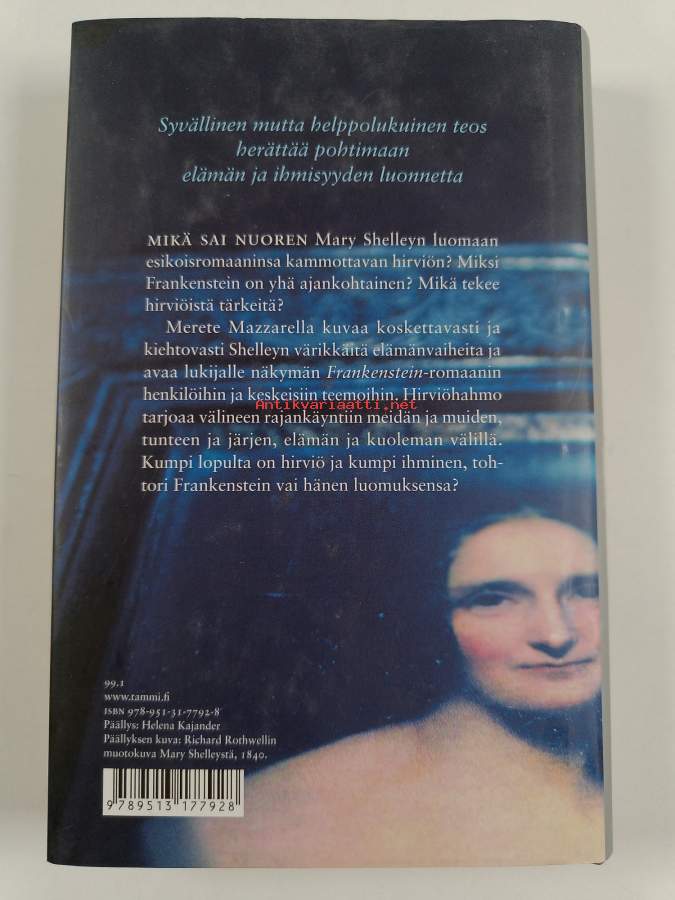 Syvällinen mutta helppolukuinen teos
herättää pohtimaan
elämän ja ihmisyyden luonnetta
MIKÄ SAI NUOREN Mary Shelleyn luomaan
esikoisromaaninsa kammottavan hirviön? Miksi
Frankenstein on yhä ajankohtainen? Mikä tekee
hirviöistä tärkeitä?
Merete Mazzarella kuvaa koskettavasti ja
kiehtovasti Shelleyn värikkäitä elämänvaiheita ja
avaa lukijalle näkymän Frankenstein-romaanin
henkilöihin ja keskeisiin teemoihin. Hirviöhahmo
Antikvariaatti.net
tarjoaa välineen rajankäyntiin meidän ja muiden,
tunteen ja järjen, elämän ja kuoleman välillä.
Kumpi lopulta on hirviö ja kumpi ihminen, toh-
tori Frankenstein vai hänen luomuksensa?
99.1
www.tammi.fi
ISBN 978-951-31-7792-8
Päällys: Helena Kajander
Päällyksen kuva: Richard Rothwellin
muotokuva Mary Shelleystä, 1840.
9 789513 177928